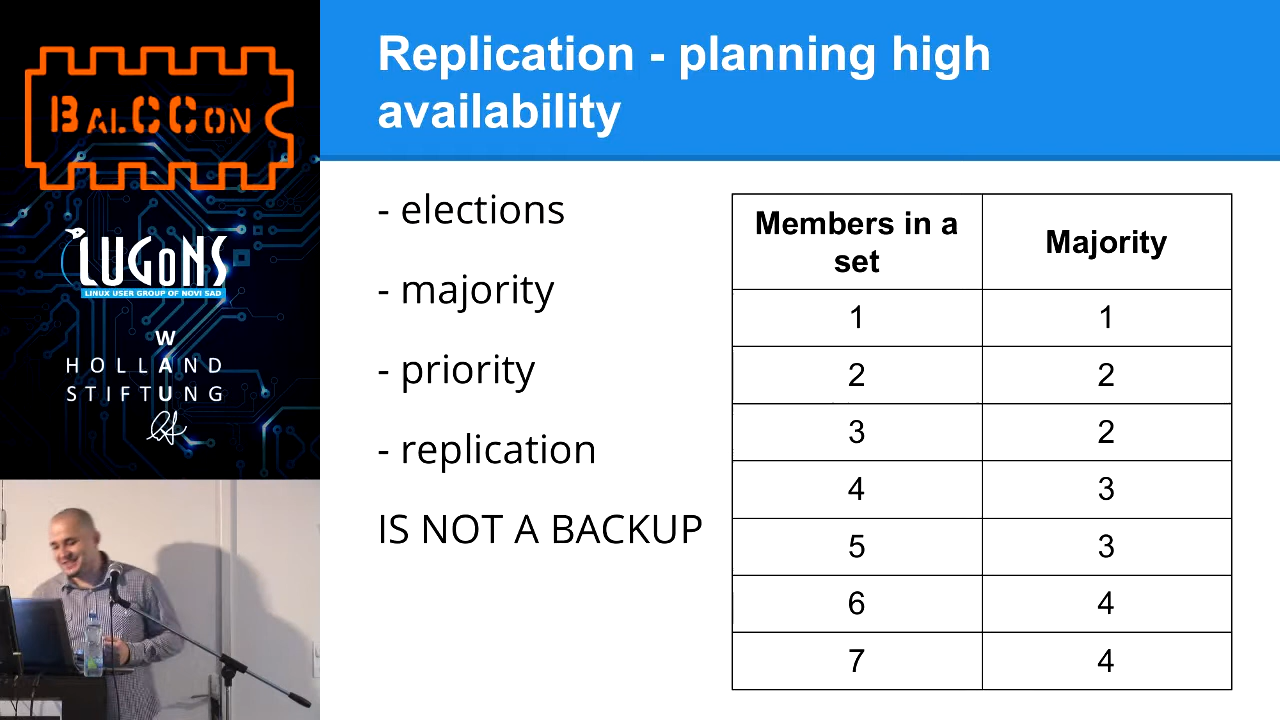 BALCCON
LUGONS
LINUX USER GROUP OF NOVI SAD
W
HOLLAND
STIFTUNG
Replication - planning high
availability
- elections
- majority
- priority
- replication
IS NOT A BACKUP
Members in a
set
Majority
1 1
2 2
3 2
4 3
5 3
6 4
7 4